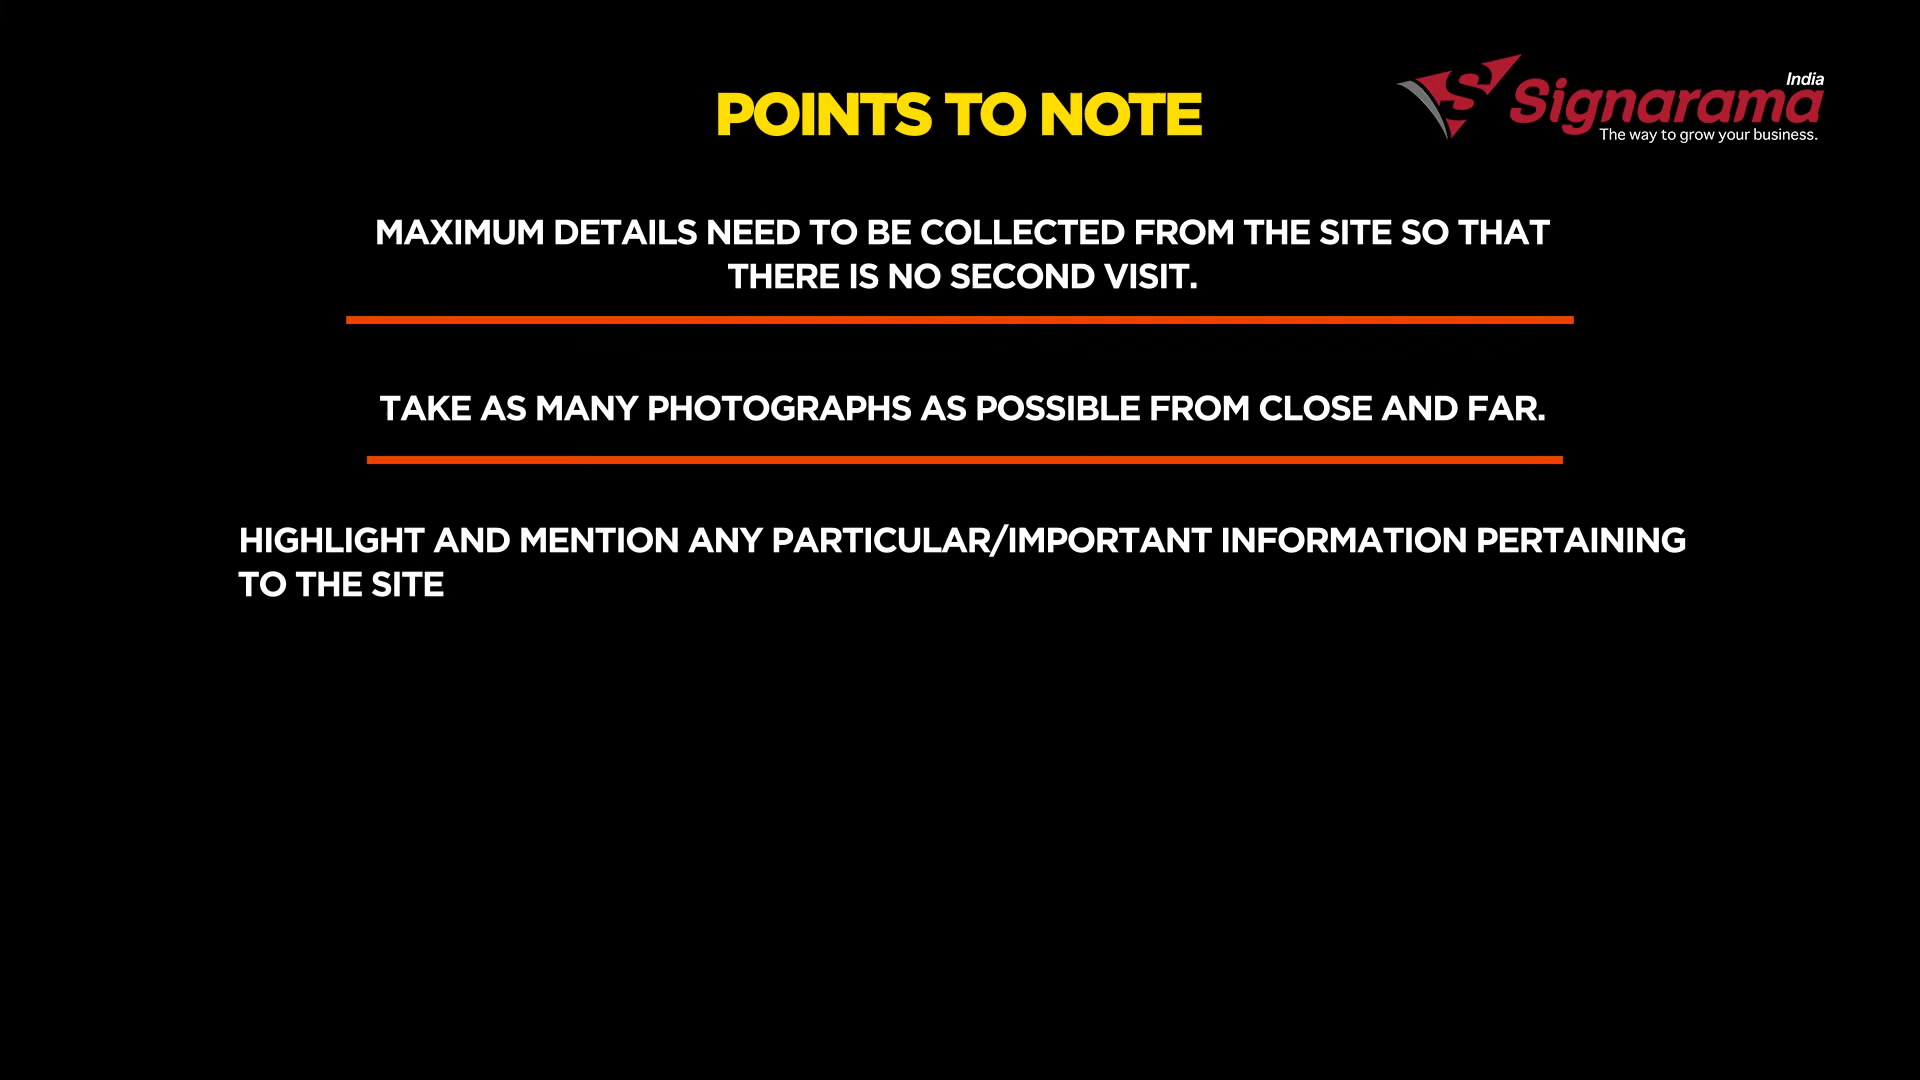 POINTS TO NOTE
India
Signarama
The way to grow your business.
MAXIMUM DETAILS NEED TO BE COLLECTED FROM THE SITE SO THAT
THERE IS NO SECOND VISIT.
TAKE AS MANY PHOTOGRAPHS AS POSSIBLE FROM CLOSE AND FAR.
HIGHLIGHT AND MENTION ANY PARTICULAR/IMPORTANT INFORMATION PERTAINING
TO THE SITE